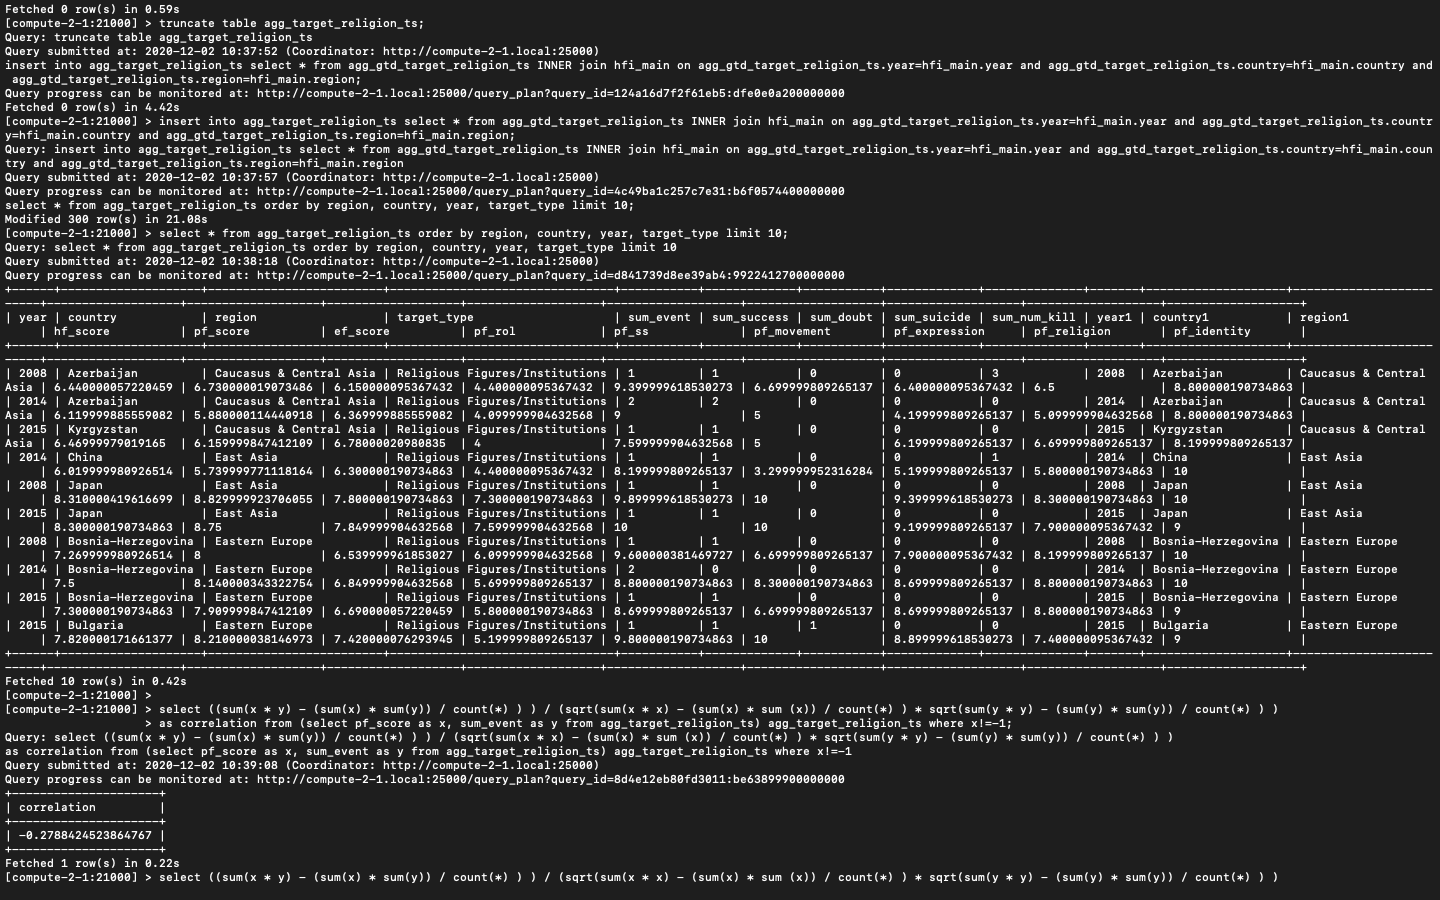 Fetched 0 row(s) in 0.59s
[compute-2-1:21000] > truncate table agg_target_religion_ts;
Query: truncate table agg_target_religion_ts
Query submitted at: 2020-12-02 10:37:52 (Coordinator: http://compute-2-1.local:25000)
insert into agg_target_religion_ts select * from agg_gtd_target_religion_ts INNER join hfi_main on agg_gtd_target_religion_ts.year=hfi_main.year and agg_gtd_target_religion_ts.country=hfi_main.country and
 agg_gtd_target_religion_ts.region=hfi_main.region;
Query progress can be monitored at: http://compute-2-1.local:25000/query_plan?query_id=124a16d7f2f61eb5:dfe0e0a200000000
Fetched 0 row(s) in 4.42s
[compute-2-1:21000] > insert into agg_target_religion_ts select * from agg_gtd_target_religion_ts INNER join hfi_main on agg_gtd_target_religion_ts.year=hfi_main.year and agg_gtd_target_religion_ts.countr
y=hfi_main.country and agg_gtd_target_religion_ts.region=hfi_main.region;
Query: insert into agg_target_religion_ts select * from agg_gtd_target_religion_ts INNER join hfi_main on agg_gtd_target_religion_ts.year=hfi_main.year and agg_gtd_target_religion_ts.country=hfi_main.coun
try and agg_gtd_target_religion_ts.region=hfi_main.region
Query submitted at: 2020-12-02 10:37:57 (Coordinator: http://compute-2-1.local:25000)
Query progress can be monitored at: http://compute-2-1.local:25000/query_plan?query_id=4c49ba1c257c7e31:b6f0574400000000
select * from agg_target_religion_ts order by region, country, year, target_type limit 10;
Modified 300 row(s) in 21.08s
[compute-2-1:21000] > select * from agg_target_religion_ts order by region, country, year, target_type limit 10;
Query: select * from agg_target_religion_ts order by region, country, year, target_type limit 10
Query submitted at: 2020-12-02 10:38:18 (Coordinator: http://compute-2-1.local:25000)
Query progress can be monitored at: http://compute-2-1.local:25000/query_plan?query_id=d841739d8ee39ab4:9922412700000000
| year | country | region | target_type | sum_event | sum_success | sum_doubt | sum_suicide | sum_num_kill | year1 | country1 | region1
| hf_score | pf_score | ef_score | pf_rol | pf_ss | pf_movement | pf_expression | pf_religion | pf_identity |
| 2008 | Azerbaijan | Caucasus & Central Asia | Religious Figures/Institutions | 1 | 1 | 0 | 0 | 3 | 2008 | Azerbaijan | Caucasus & Central
Asia | 6.440000057220459 | 6.730000019073486 | 6.150000095367432 | 4.400000095367432 | 9.399999618530273 | 6.699999809265137 | 6.400000095367432 | 6.5 | 8.800000190734863 |
| 2014 | Azerbaijan | Caucasus & Central Asia | Religious Figures/Institutions | 2 | 2 | 0 | 0 | 0 | 2014 | Azerbaijan | Caucasus & Central
Asia | 6.119999885559082 | 5.880000114440918 | 6.369999885559082 | 4.099999904632568 | 9 | 5 | 4.199999809265137 | 5.099999904632568 | 8.800000190734863 |
| 2015 | Kyrgyzstan | Caucasus & Central Asia | Religious Figures/Institutions | 1 | 1 | 0 | 0 | 0 | 2015 | Kyrgyzstan | Caucasus & Central
Asia | 6.46999979019165 | 6.159999847412109 | 6.78000020980835 | 4 | 7.599999904632568 | 5 | 6.199999809265137 | 6.699999809265137 | 8.199999809265137 |
| 2014 | China | East Asia | Religious Figures/Institutions | 1 | 1 | 0 | 0 | 1 | 2014 | China | East Asia
| 6.019999980926514 | 5.739999771118164 | 6.300000190734863 | 4.400000095367432 | 8.199999809265137 | 3.299999952316284 | 5.199999809265137 | 5.800000190734863 | 10 |
| 2008 | Japan | East Asia | Religious Figures/Institutions | 1 | 1 | 0 | 0 | 0 | 2008 | Japan | East Asia
| 8.310000419616699 | 8.829999923706055 | 7.800000190734863 | 7.300000190734863 | 9.899999618530273 | 10 | 9.399999618530273 | 8.300000190734863 | 10 |
| 2015 | Japan | East Asia | Religious Figures/Institutions | 1 | 1 | 0 | 0 | 0 | 2015 | Japan | East Asia
| 8.300000190734863 | 8.75 | 7.849999904632568 | 7.599999904632568 | 10 | 10 | 9.199999809265137 | 7.900000095367432 | 9 |
| 2008 | Bosnia-Herzegovina | Eastern Europe | Religious Figures/Institutions | 1 | 1 | 0 | 0 | 0 | 2008 | Bosnia-Herzegovina | Eastern Europe
| 7.269999980926514 | 8 | 6.539999961853027 | 6.099999904632568 | 9.600000381469727 | 6.699999809265137 | 7.900000095367432 | 8.199999809265137 | 10 |
| 2014 | Bosnia-Herzegovina | Eastern Europe | Religious Figures/Institutions | 2 | 0 | 0 | 0 | 0 | 2014 | Bosnia-Herzegovina | Eastern Europe
| 7.5 | 8.140000343322754 | 6.849999904632568 | 5.699999809265137 | 8.800000190734863 | 8.300000190734863 | 8.699999809265137 | 8.800000190734863 | 10 |
| 2015 | Bosnia-Herzegovina | Eastern Europe | Religious Figures/Institutions | 1 | 1 | 0 | 0 | 0 | 2015 | Bosnia-Herzegovina | Eastern Europe
| 7.300000190734863 | 7.909999847412109 | 6.690000057220459 | 5.800000190734863 | 8.699999809265137 | 6.699999809265137 | 8.699999809265137 | 8.800000190734863 | 9 |
| 2015 | Bulgaria | Eastern Europe | Religious Figures/Institutions | 1 | 1 | 1 | 0 | 0 | 2015 | Bulgaria | Eastern Europe
| 7.820000171661377 | 8.210000038146973 | 7.420000076293945 | 5.199999809265137 | 9.800000190734863 | 10 | 8.899999618530273 | 7.400000095367432 | 9 |
Fetched 10 row(s) in 0.42s
[compute-2-1:21000] >
[compute-2-1:21000] > select ((sum(x * y) - (sum(x) * sum(y)) / count(*) ) ) / (sqrt(sum(x * x) - (sum(x) * sum (x)) / count(*) ) * sqrt(sum(y * y) - (sum(y) * sum(y)) / count(*) ) )
> as correlation from (select pf_score as x, sum_event as y from agg_target_religion_ts) agg_target_religion_ts where x!=-1;
Query: select ((sum(x * y) - (sum(x) * sum(y)) / count(*) ) ) / (sqrt(sum(x * x) - (sum(x) * sum (x)) / count(*) ) * sqrt(sum(y * y) - (sum(y) * sum(y)) / count(*) ) )
as correlation from (select pf_score as x, sum_event as y from agg_target_religion_ts) agg_target_religion_ts where x!=-1
Query submitted at: 2020-12-02 10:39:08 (Coordinator: http://compute-2-1.local:25000)
Query progress can be monitored at: http://compute-2-1.local:25000/query_plan?query_id=8d4e12eb80fd3011:be63899900000000
| correlation |
| -0.2788424523864767 |
Fetched 1 row(s) in 0.22s
[compute-2-1:21000] > select ((sum(x * y) - (sum(x) * sum(y)) / count(*) ) ) / (sqrt(sum(x * x) - (sum(x) * sum (x)) / count(*) ) * sqrt(sum(y * y) - (sum(y) * sum(y)) / count(*) ) )